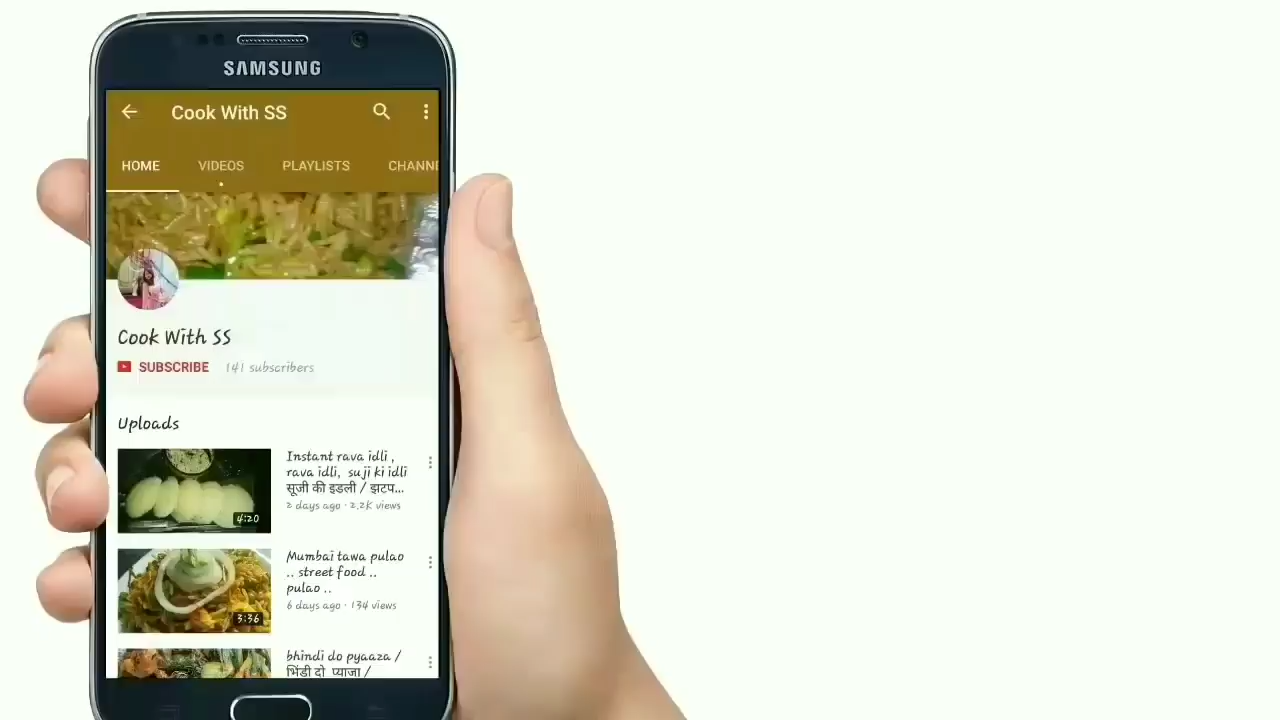 SAMSUNG
Cook With SS
HOME VIDEOS PLAYLISTS CHANNE
Cook With SS
SUBSCRIBE 141 subscribers
Uploads
Instant rava idli ,
rava idli, suji ki idli
सूजी की इडली / झटप...
2 days ago · 2.2K views
4:20
Mumbai tawa pulao
.. street food ..
pulao ..
6 days ago · 134 views
3:36
bhindi do pyaaza /
भिंडी दो प्याजा /